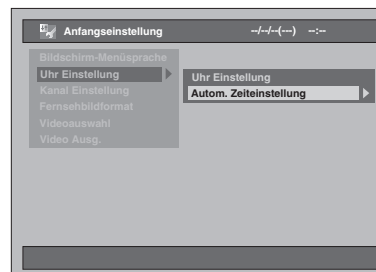 Anfangseinstellung --/--/--(---) --:--
Bildschirm-Menüsprache
Uhr Einstellung
Kanal Einstellung
Fernsehbildformat
Videoauswahl
Video Ausg.
Uhr Einstellung
Autom. Zeiteinstellung